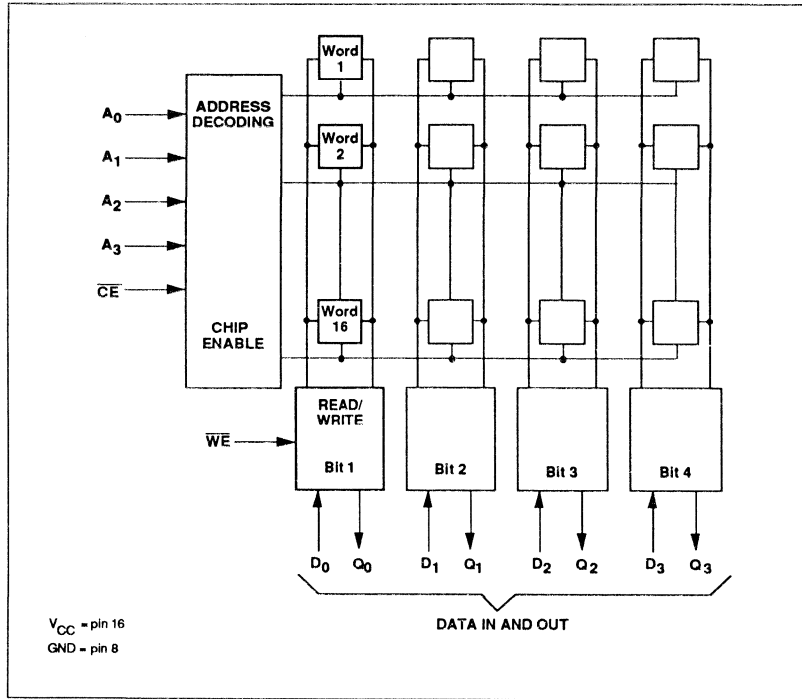 Word
1
ADDRESS
DECODING
A0
Word
2
A1
A2
A3
CE
Word
16
CHIP
ENABLE
READ/
WRITE
WE
Bit 1
Bit 2
Bit 3
Bit 4
D0 Q0 D1 Q1 D2 Q2 D3 Q3
DATA IN AND OUT
VCC = pin 16
GND = pin 8